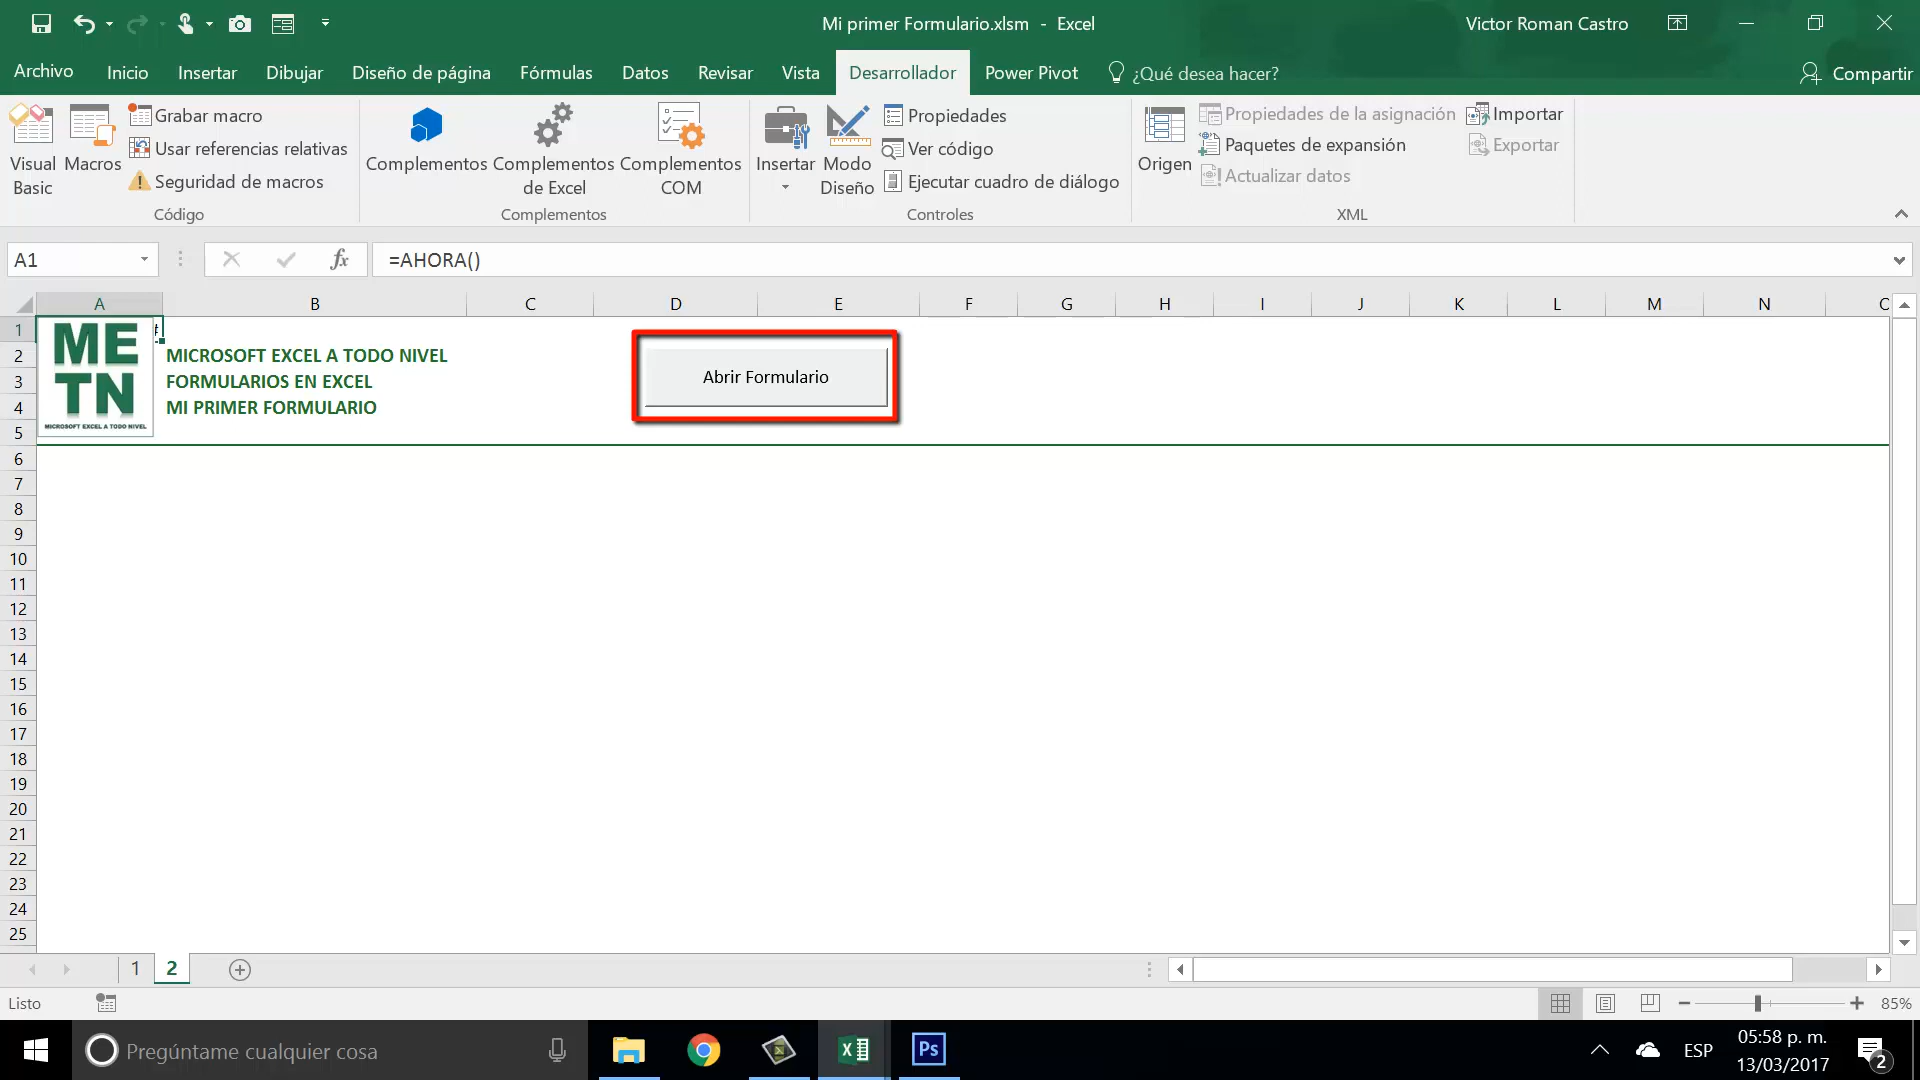 Mi primer Formulario.xlsm - Excel
Victor Roman Castro
Archivo Inicio Insertar Dibujar Diseño de página Fórmulas Datos Revisar Vista Desarrollador Power Pivot ¿Qué desea hacer? Compartir
Visual Basic
Macros
Grabar macro
Usar referencias relativas
Seguridad de macros
Código
Complementos
Complementos de Excel
Complementos COM
Complementos
Insertar
Modo Diseño
Propiedades
Ver código
Ejecutar cuadro de diálogo
Controles
Origen
Propiedades de la asignación
Paquetes de expansión
Actualizar datos
Importar
Exportar
XML
A1
fx
=AHORA()
A B C D E F G H I J K L M N
1
2
3
4
5
6
7
8
9
10
11
12
13
14
15
16
17
18
19
20
21
22
23
24
25
ME
TN
MICROSOFT EXCEL A TODO NIVEL
#
MICROSOFT EXCEL A TODO NIVEL
FORMULARIOS EN EXCEL
MI PRIMER FORMULARIO
Abrir Formulario
1 2
Listo
85%
Pregúntame cualquier cosa
Ps
ESP
05:58 p. m.
13/03/2017
2